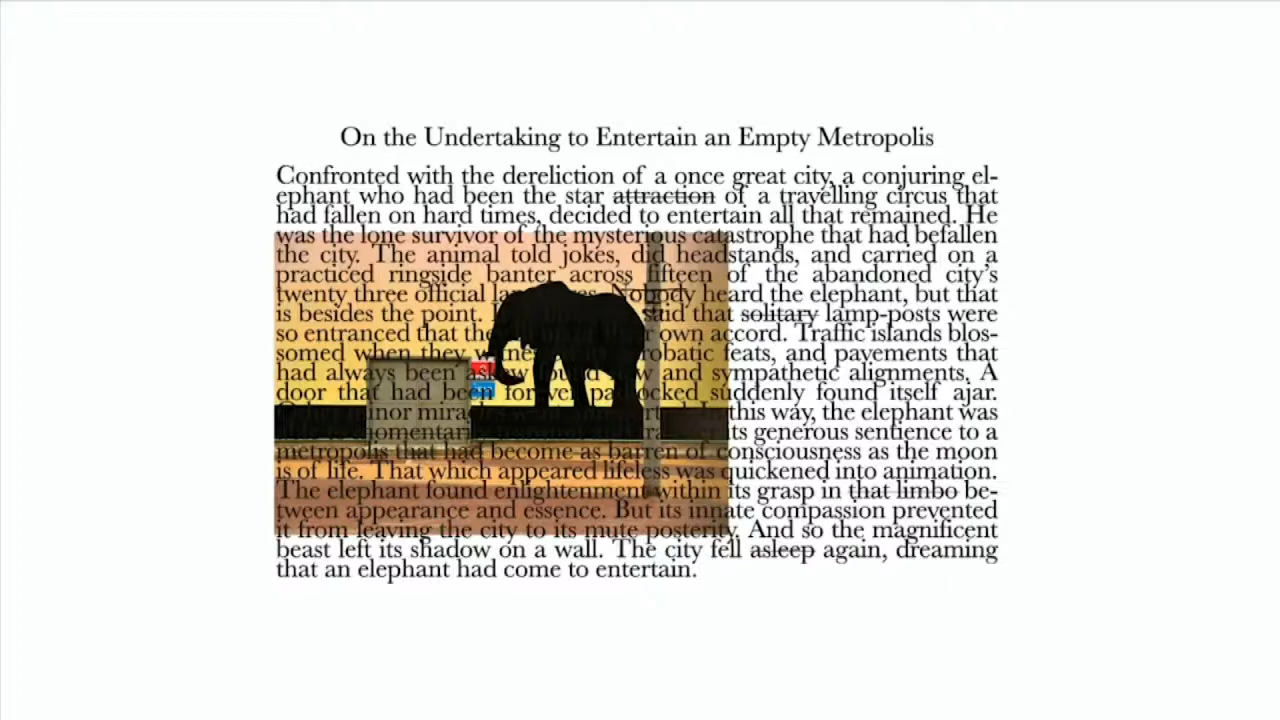 On the Undertaking to Entertain an Empty Metropolis
Confronted with the dereliction of a once great city, a conjuring el-
ephant who had been the star attraction of a travelling circus that
had fallen on hard times, decided to entertain all that remained. He
was the lone survivor of the mysterious catastrophe that had befallen
the city. The animal told jokes, did headstands, and carried on a
practiced ringside banter across fifteen of the abandoned city's
twenty three official Nobody heard the elephant, but that
is besides the point. said that solitary lamp-posts were
so entranced that own accord. Traffic islands blos-
somed when they feats, and pavements that
had always been askew found and sympathetic alignments. A
door that had been suddenly found itself ajar.
this way, the elephant was
its generous sentience to a
metropolis that had become as barren of consciousness as the moon
is of life. That which appeared lifeless was quickened into animation.
The elephant found enlightenment within its grasp in that limbo be-
tween appearance and essence. But its innate compassion prevented
it from leaving the city to its mute posterity. And so the magnificent
beast left its shadow on a wall. The city fell asleep again, dreaming
that an elephant had come to entertain.